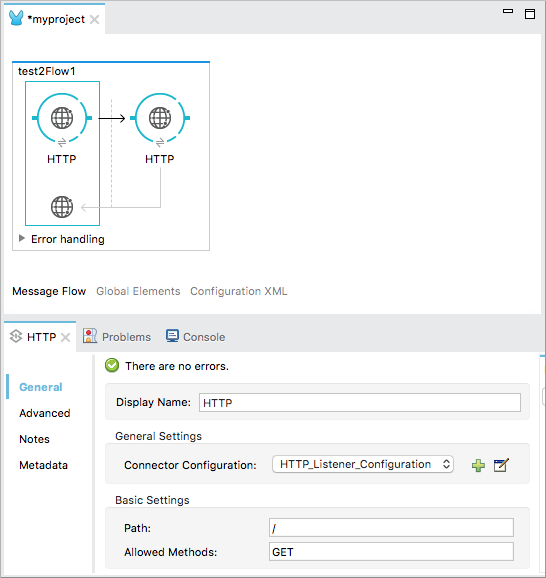 *myproject
test2Flow1
HTTP HTTP
Error handling
Message Flow Global Elements Configuration XML
HTTP Problems Console
There are no errors.
General
Advanced
Notes
Metadata
Display Name: HTTP
General Settings
Connector Configuration: HTTP_Listener_Configuration
Basic Settings
Path: /
Allowed Methods: GET